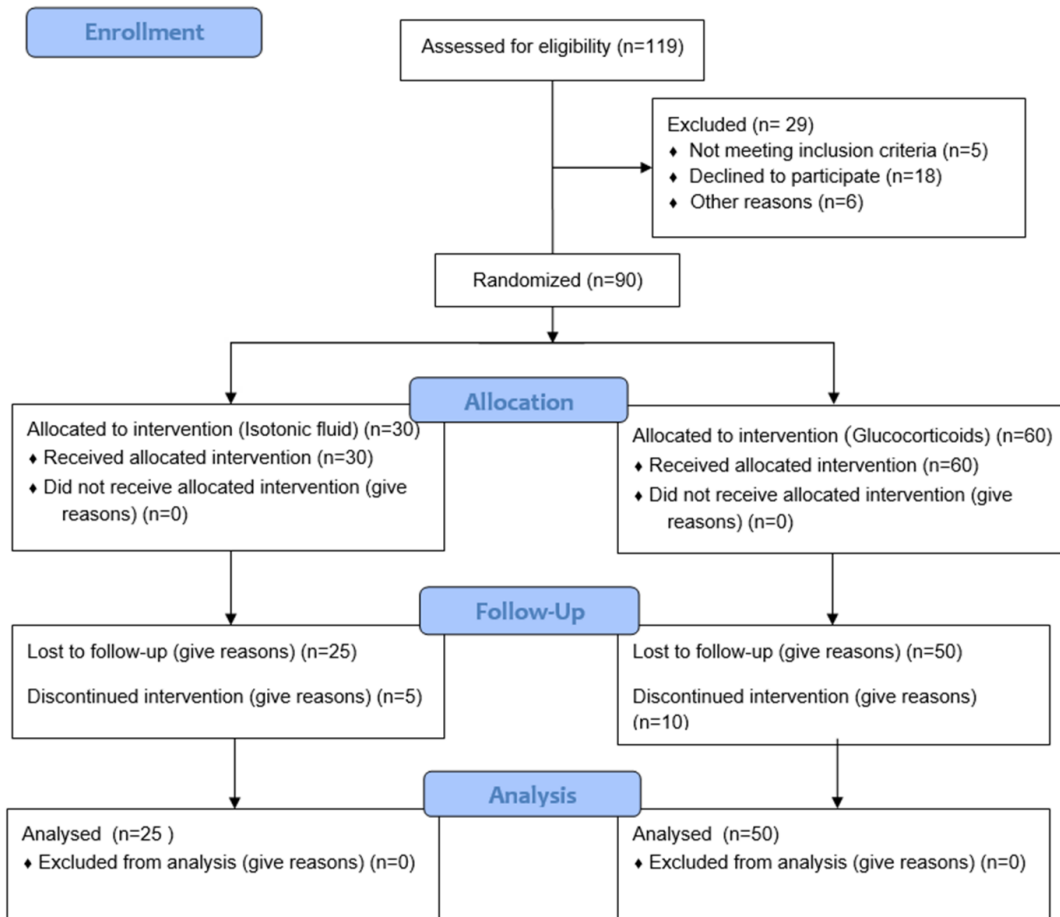 Enrollment
Assessed for eligibility (n=119)
Excluded (n= 29)
♦ Not meeting inclusion criteria (n=5)
♦ Declined to participate (n=18)
♦ Other reasons (n=6)
Randomized (n=90)
Allocation
Allocated to intervention (Isotonic fluid) (n=30)
♦ Received allocated intervention (n=30)
♦ Did not receive allocated intervention (give
reasons) (n=0)
Allocated to intervention (Glucocorticoids) (n=60)
♦ Received allocated intervention (n=60)
♦ Did not receive allocated intervention (give
reasons) (n=0)
Follow-Up
Lost to follow-up (give reasons) (n=25)
Discontinued intervention (give reasons) (n=5)
Lost to follow-up (give reasons) (n=50)
Discontinued intervention (give reasons)
(n=10)
Analysis
Analysed (n=25 )
♦ Excluded from analysis (give reasons) (n=0)
Analysed (n=50)
♦ Excluded from analysis (give reasons) (n=0)